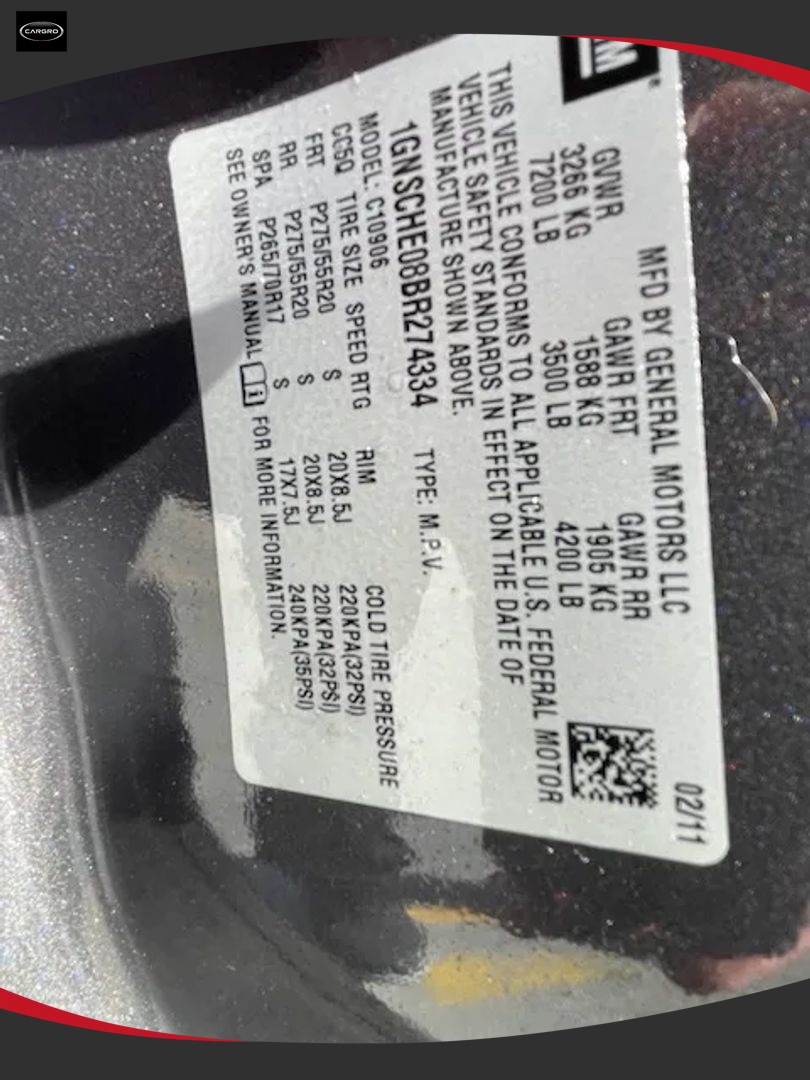 CARGRO
GM
MFD BY GENERAL MOTORS LLC 02/11
GVWR GAWR FRT GAWR RR
3266 KG 1588 KG 1905 KG
7200 LB 3500 LB 4200 LB
THIS VEHICLE CONFORMS TO ALL APPLICABLE U.S. FEDERAL MOTOR
VEHICLE SAFETY STANDARDS IN EFFECT ON THE DATE OF
MANUFACTURE SHOWN ABOVE.
1GNSCHE08BR274334 TYPE: M.P.V.
MODEL: C10906
CG5Q TIRE SIZE SPEED RTG RIM COLD TIRE PRESSURE
FRT P275/55R20 S 20X8.5J 220KPA(32PSI)
RR P275/55R20 S 20X8.5J 220KPA(32PSI)
SPA P265/70R17 S 17X7.5J 240KPA(35PSI)
SEE OWNER'S MANUAL i FOR MORE INFORMATION.